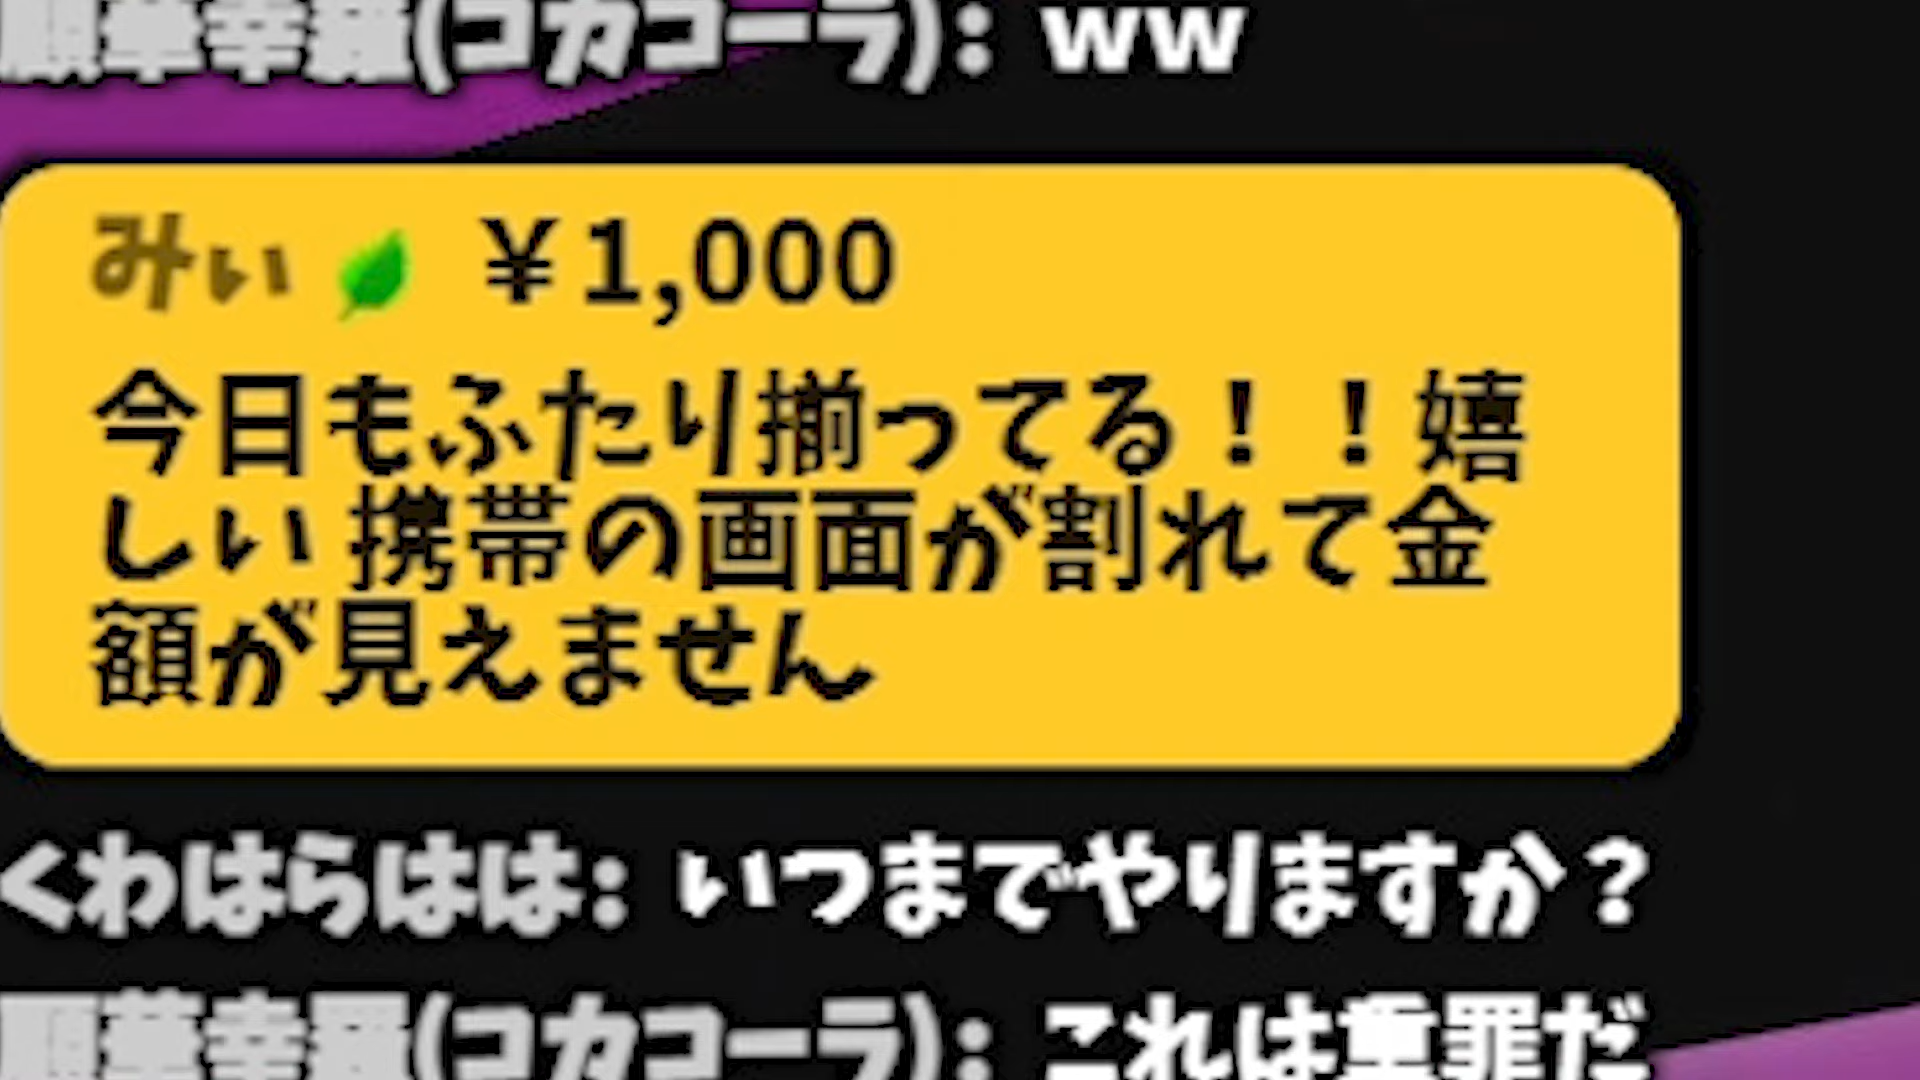 (コカコーラ): ww
みぃ ¥1,000
今日もふたり揃ってる！！嬉
しい 携帯の画面が割れて金
額が見えません
くわはらはは: いつまでやりますか？
(コカコーラ): これは重罪だ